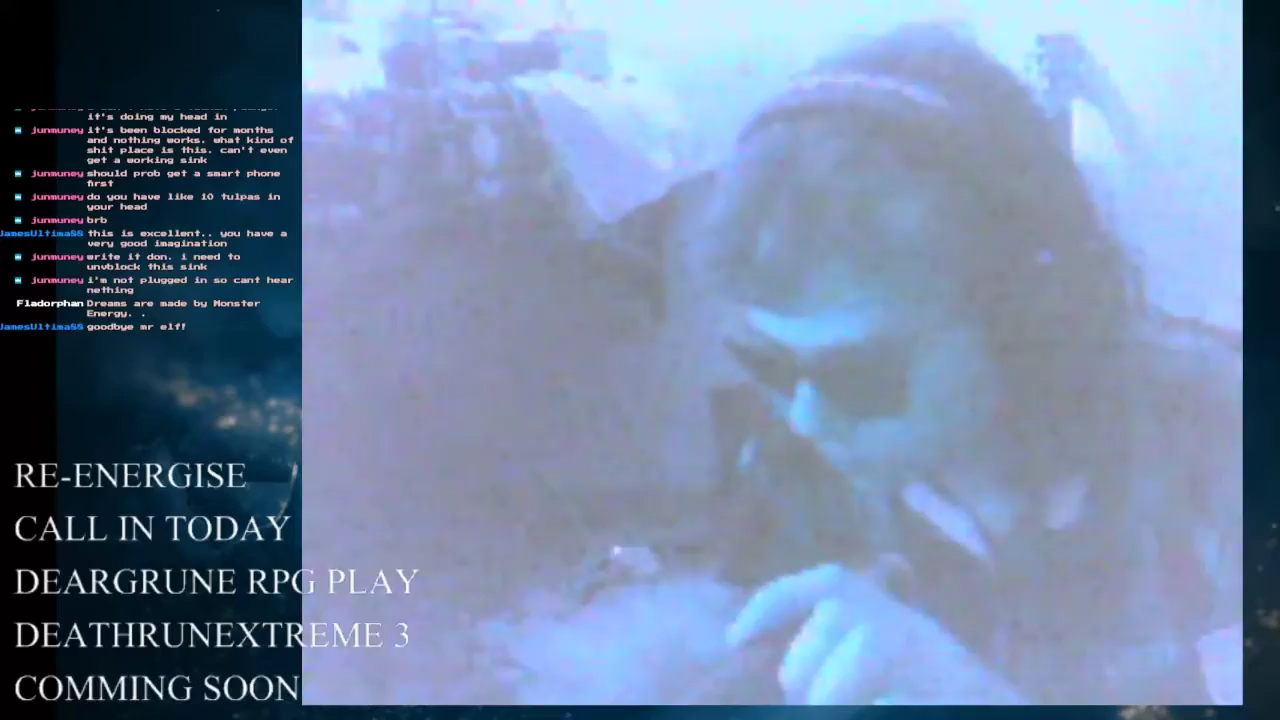 it's doing my head in
junmuney it's been blocked for months
and nothing works. what kind of
shit place is this. can't even
get a working sink
junmuney should prob get a smart phone
first
junmuney do you have like 10 tulpas in
your head
junmuney brb
JamesUltima88 this is excellent.. you have a
very good imagination
junmuney write it don. i need to
unvblock this sink
junmuney i'm not plugged in so cant hear
nething
Fladorphan Dreams are made by Monster
Energy. .
JamesUltima88 goodbye mr elf!
RE-ENERGISE
CALL IN TODAY
DEARGRUNE RPG PLAY
DEATHRUNEXTREME 3
COMMING SOON